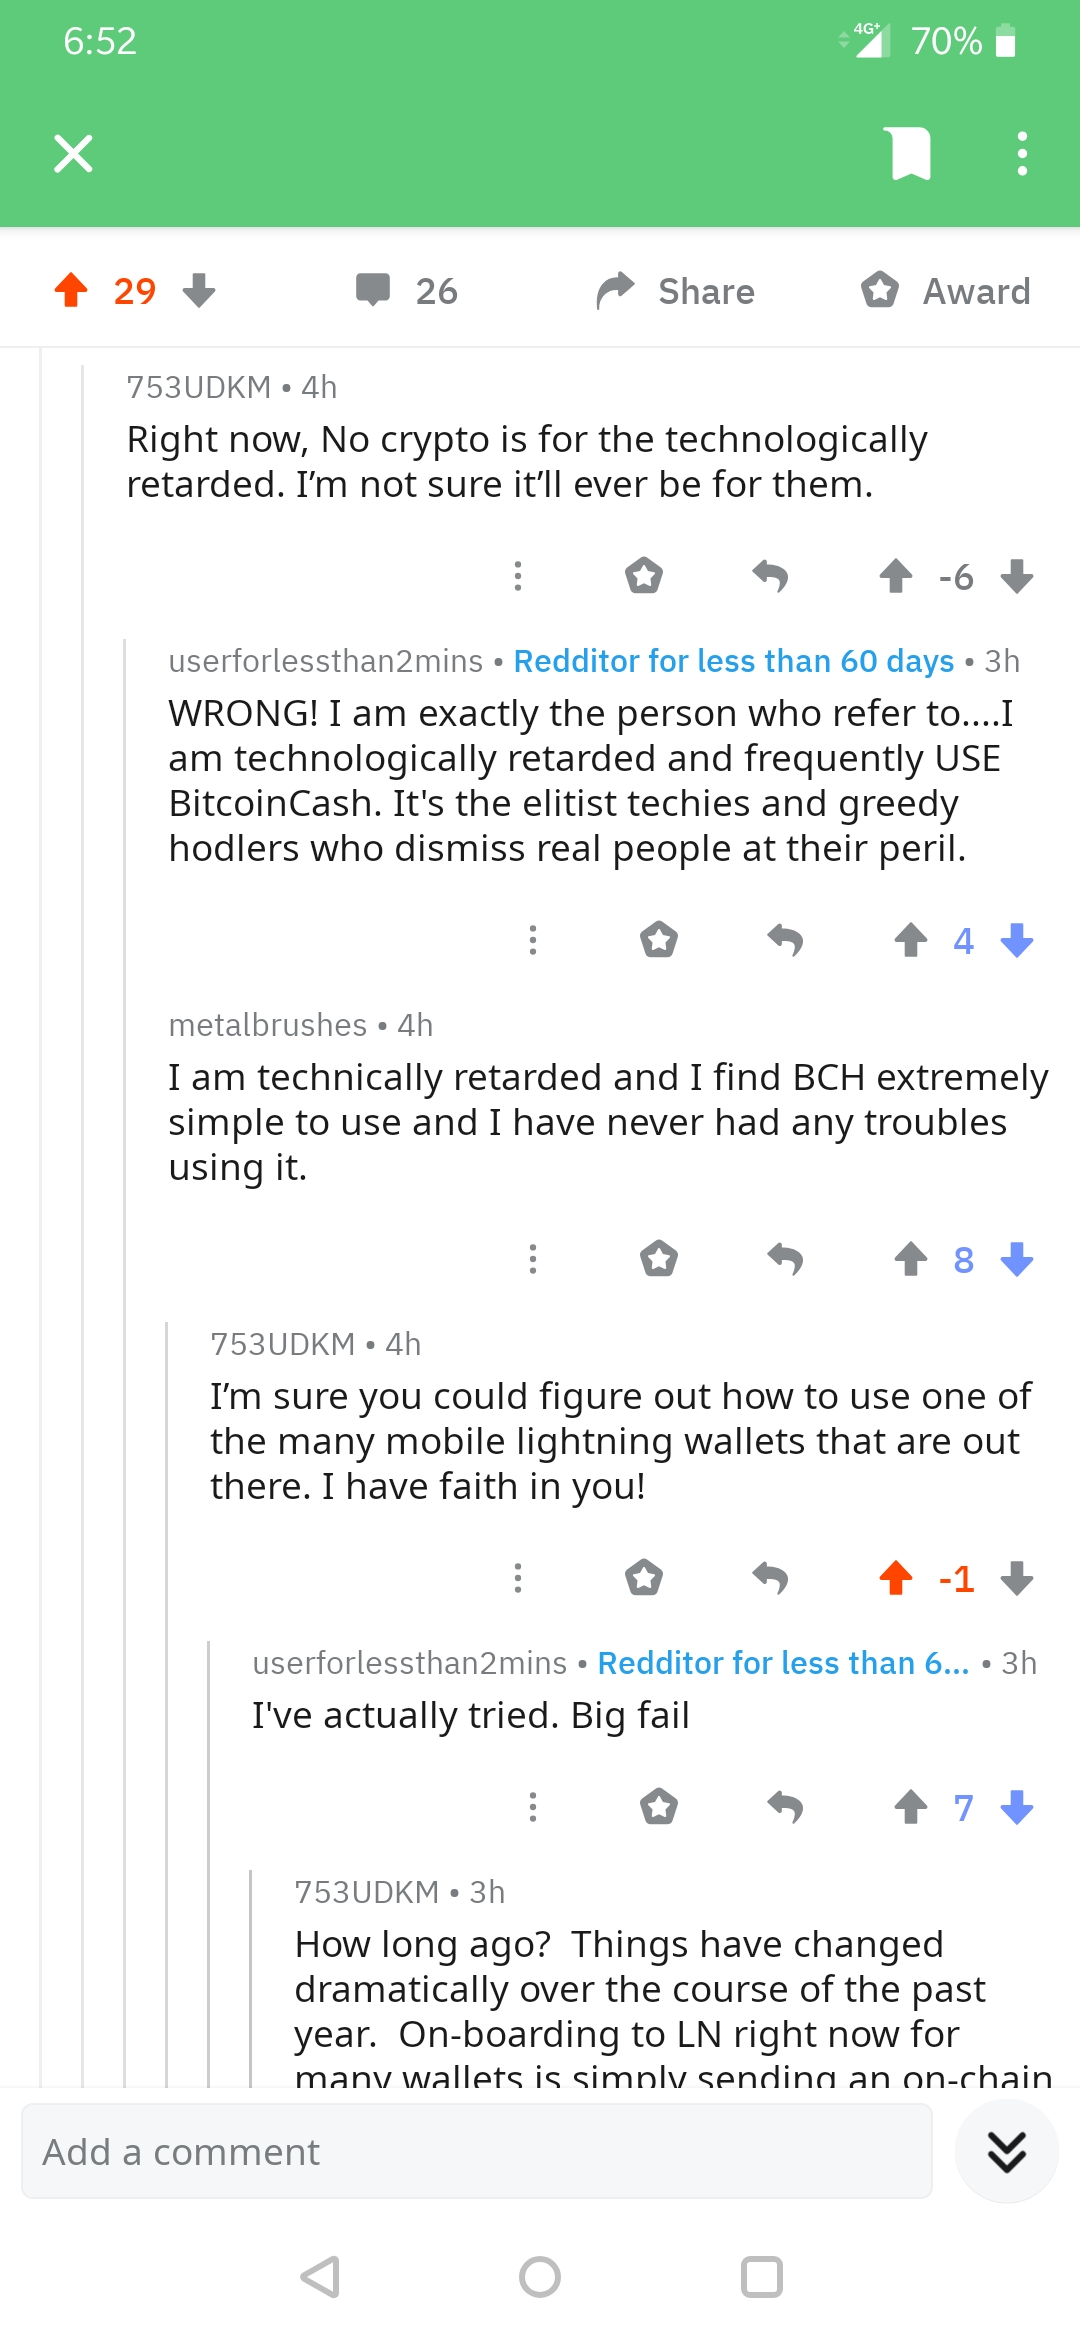 6:52
4G+ 70%
29 26 Share Award
753UDKM • 4h
Right now, No crypto is for the technologically
retarded. I’m not sure it’ll ever be for them.
-6
userforlessthan2mins • Redditor for less than 60 days • 3h
WRONG! I am exactly the person who refer to....I
am technologically retarded and frequently USE
BitcoinCash. It's the elitist techies and greedy
hodlers who dismiss real people at their peril.
4
metalbrushes • 4h
I am technically retarded and I find BCH extremely
simple to use and I have never had any troubles
using it.
8
753UDKM • 4h
I’m sure you could figure out how to use one of
the many mobile lightning wallets that are out
there. I have faith in you!
-1
userforlessthan2mins • Redditor for less than 6... • 3h
I've actually tried. Big fail
7
753UDKM • 3h
How long ago?  Things have changed
dramatically over the course of the past
year.  On-boarding to LN right now for
many wallets is simply sending an on-chain
Add a comment